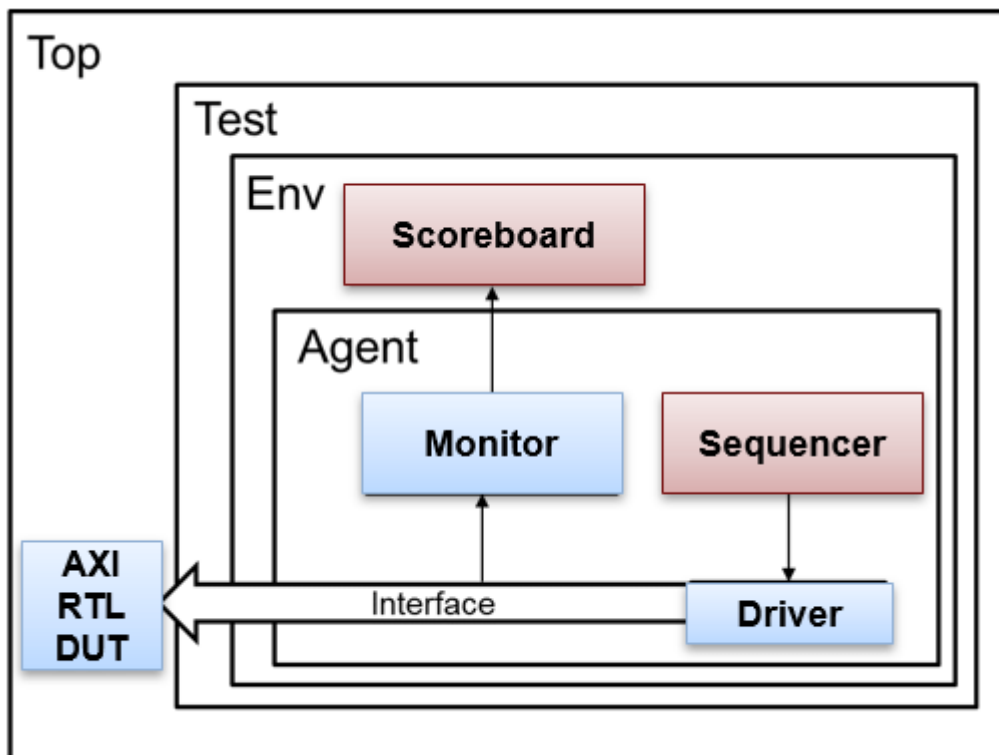 Top
Test
Env
Scoreboard
Agent
Monitor
Sequencer
AXI
RTL
DUT
Interface
Driver